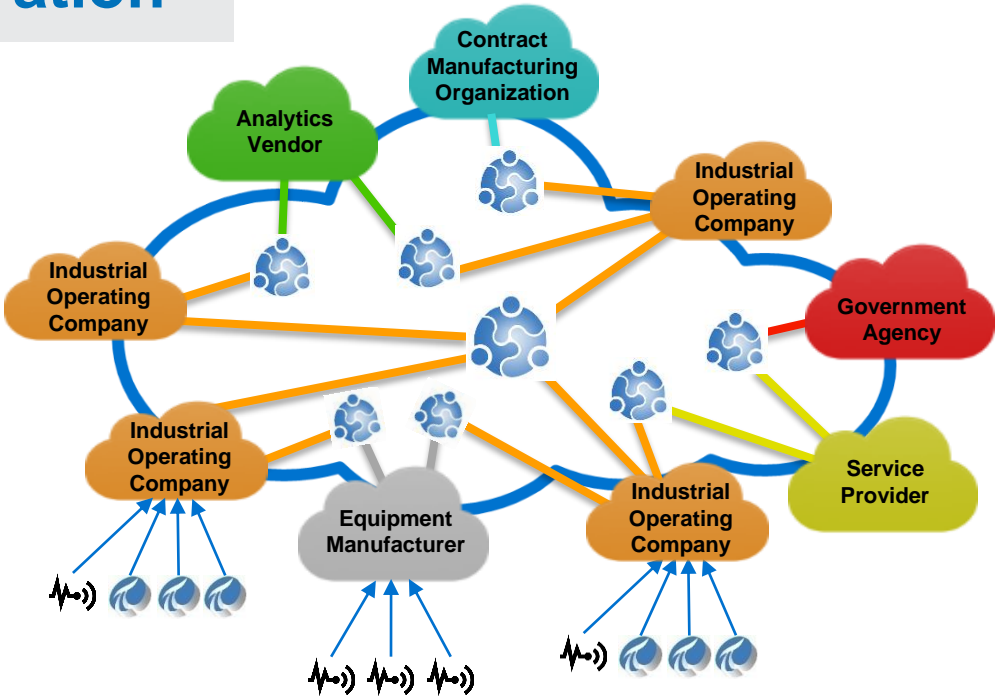 ation
Contract
Manufacturing
Organization
Analytics
Vendor
Industrial
Operating
Company
Industrial
Operating
Company
Government
Agency
Industrial
Operating
Company
Service
Provider
Equipment
Manufacturer
Industrial
Operating
Company